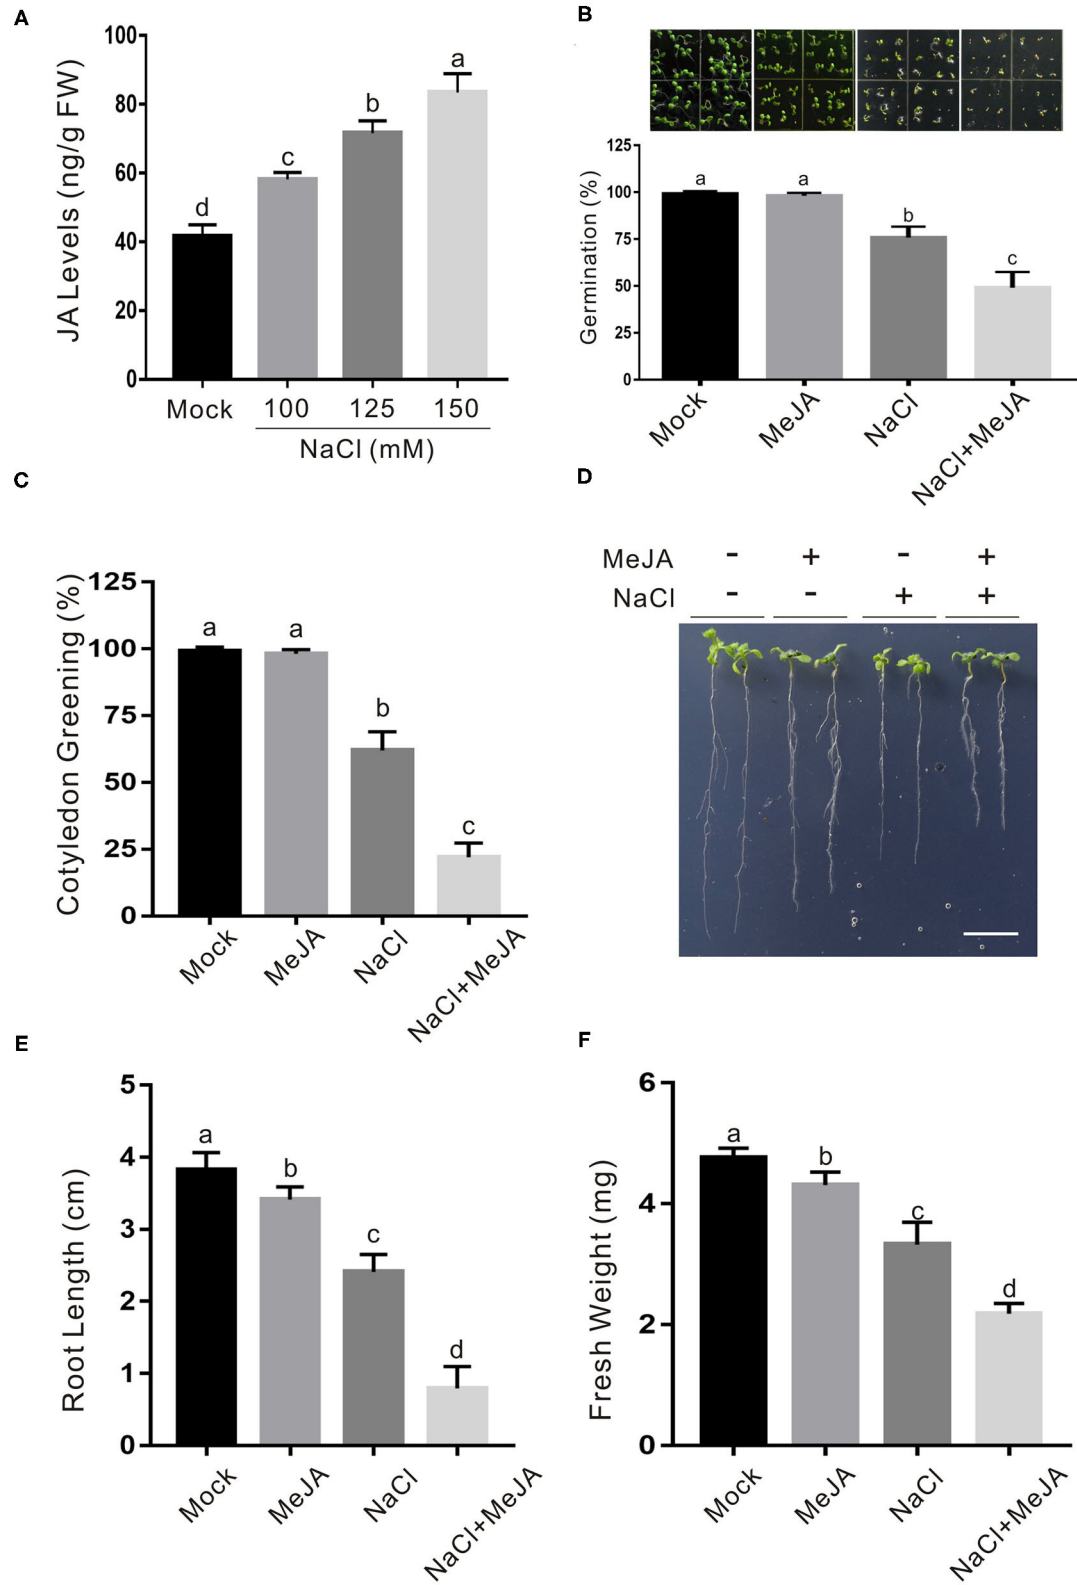 A
JA Levels (ng/g FW)
100
80
60
40
20
0
d
c
b
a
Mock 100 125 150
NaCl (mM)
B
Germination (%)
125
100
75
50
25
0
a
a
b
c
Mock
MeJA
NaCl
NaCl+MeJA
C
Cotyledon Greening (%)
125
100
75
50
25
0
a
a
b
c
Mock
MeJA
NaCl
NaCl+MeJA
D
MeJA - + - +
NaCl - - + +
E
Root Length (cm)
5
4
3
2
1
0
a
b
c
d
Mock
MeJA
NaCl
NaCl+MeJA
F
Fresh Weight (mg)
6
4
2
0
a
b
c
d
Mock
MeJA
NaCl
NaCl+MeJA